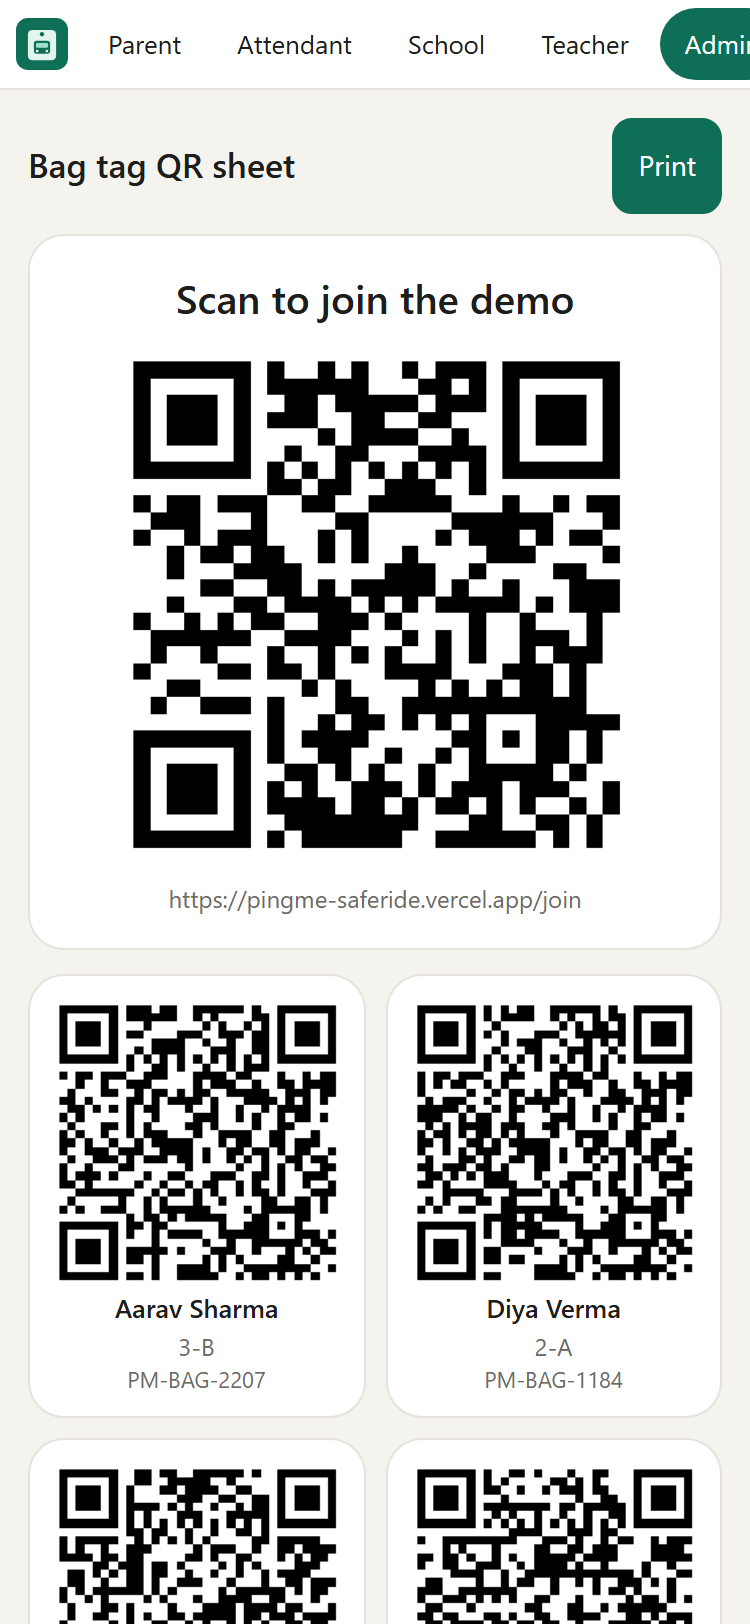 Parent Attendant School Teacher
Bag tag QR sheet
Print
Scan to join the demo
https://pingme-saferide.vercel.app/join
Aarav Sharma
3-B
PM-BAG-2207
Diya Verma
2-A
PM-BAG-1184